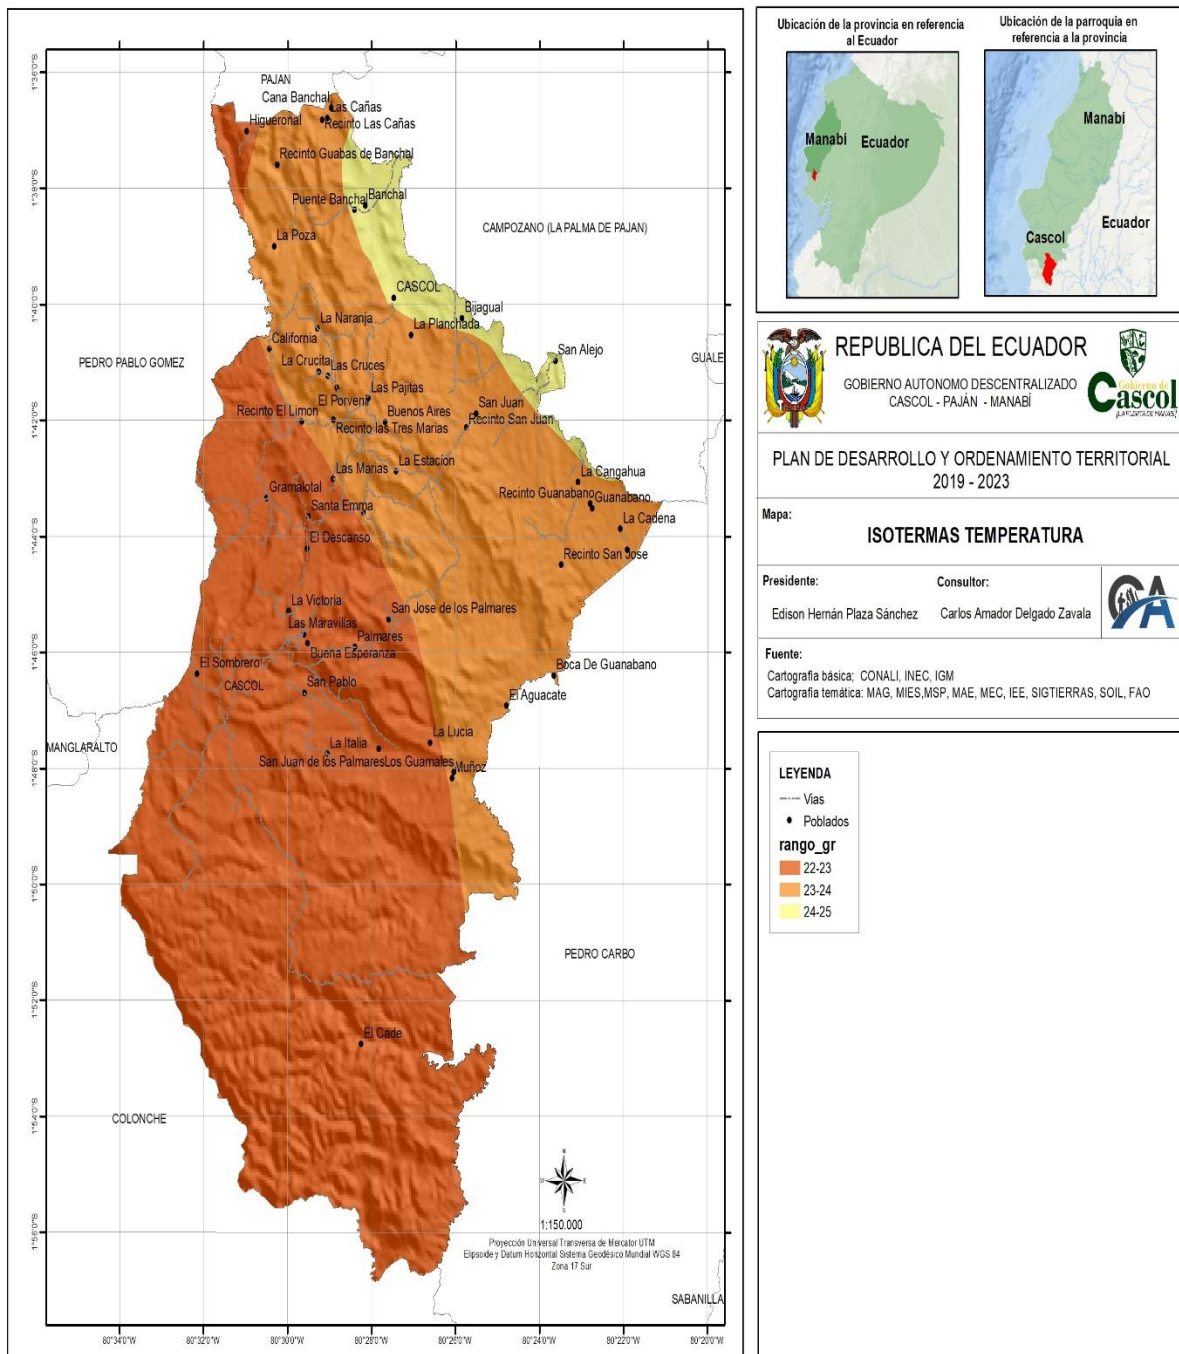 PAJAN
Cana Banchal
Las Cañas
Higueronal
Recinto Las Cañas
Recinto Guabas de Banchal
Puente Banchal
Banchal
CAMPOZANO (LA PALMA DE PAJAN)
La Poza
CASCOL
Bijagual
La Naranja
La Planchada
California
San Alejo
GUALE
PEDRO PABLO GOMEZ
La Crucita
Las Cruces
Las Pajitas
El Porvenir
Buenos Aires
San Juan
Recinto El Limon
Recinto las Tres Marias
Recinto San Juan
Las Marias
La Estación
La Cangahua
Gramalotal
Recinto Guanabano
Guanabano
Santa Emma
La Cadena
El Descanso
Recinto San Jose
La Victoria
San Jose de los Palmares
Las Maravillas
Palmares
Buena Esperanza
El Sombrero
Boca De Guanabano
CASCOL
San Pablo
El Aguacate
La Lucia
MANGLARALTO
La Italia
San Juan de los Palmares
Los Guamales
Muñoz
PEDRO CARBO
El Cade
COLONCHE
SABANILLA
1°36'0"S
1°38'0"S
1°40'0"S
1°42'0"S
1°44'0"S
1°46'0"S
1°48'0"S
1°50'0"S
1°52'0"S
1°54'0"S
1°56'0"S
80°34'0"W
80°32'0"W
80°30'0"W
80°28'0"W
80°26'0"W
80°24'0"W
80°22'0"W
80°20'0"W
N
W
E
S
1:150.000
Proyección Universal Transversa de Mercator UTM
Elipsoide y Datum Horizontal Sistema Geodésico Mundial WGS 84
Zona 17 Sur
Ubicación de la provincia en referencia
al Ecuador
Manabí
Ecuador
Ubicación de la parroquia en
referencia a la provincia
Manabí
Ecuador
Cascol
REPUBLICA DEL ECUADOR
GOBIERNO AUTONOMO DESCENTRALIZADO
CASCOL - PAJÁN - MANABÍ
Gobierno de
Cascol
PLAN DE DESARROLLO Y ORDENAMIENTO TERRITORIAL
2019 - 2023
Mapa:
ISOTERMAS TEMPERATURA
Presidente:
Edison Hernán Plaza Sánchez
Consultor:
Carlos Amador Delgado Zavala
Fuente:
Cartografía básica; CONALI, INEC, IGM
Cartografía temática: MAG, MIES,MSP, MAE, MEC, IEE, SIGTIERRAS, SOIL, FAO
LEYENDA
Vias
Poblados
rango_gr
22-23
23-24
24-25